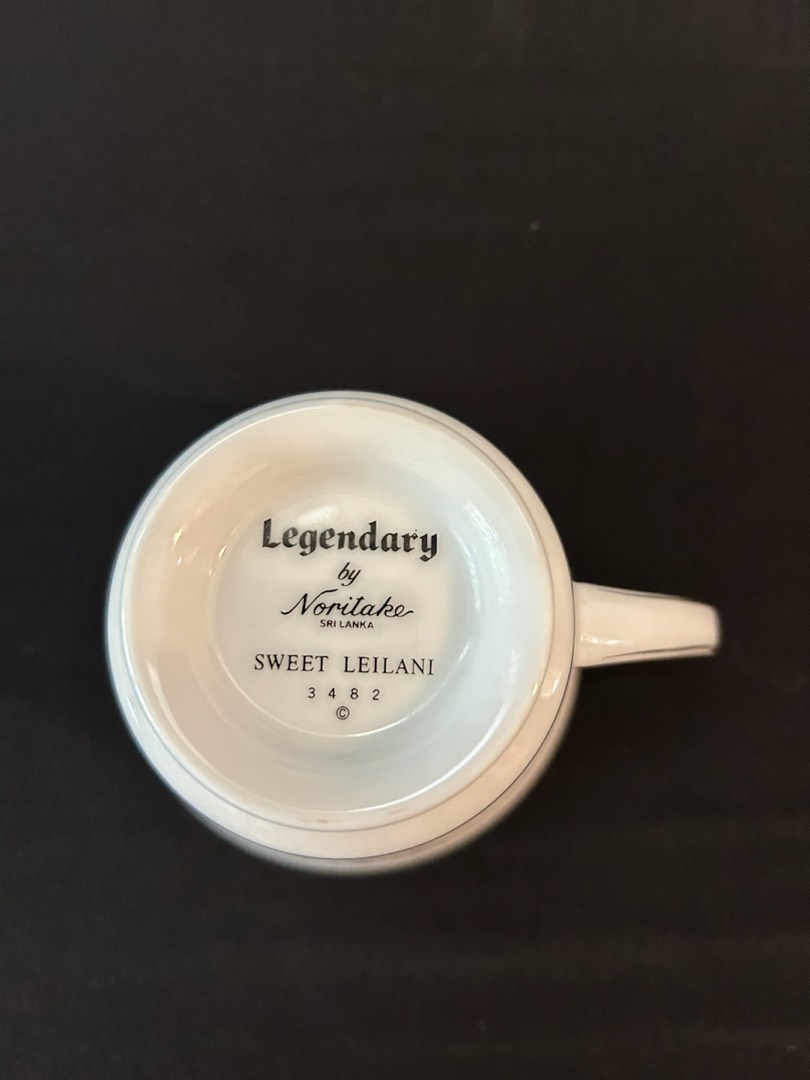 Legendary
by
Noritake
SRI LANKA
SWEET LEILANI
3482
©